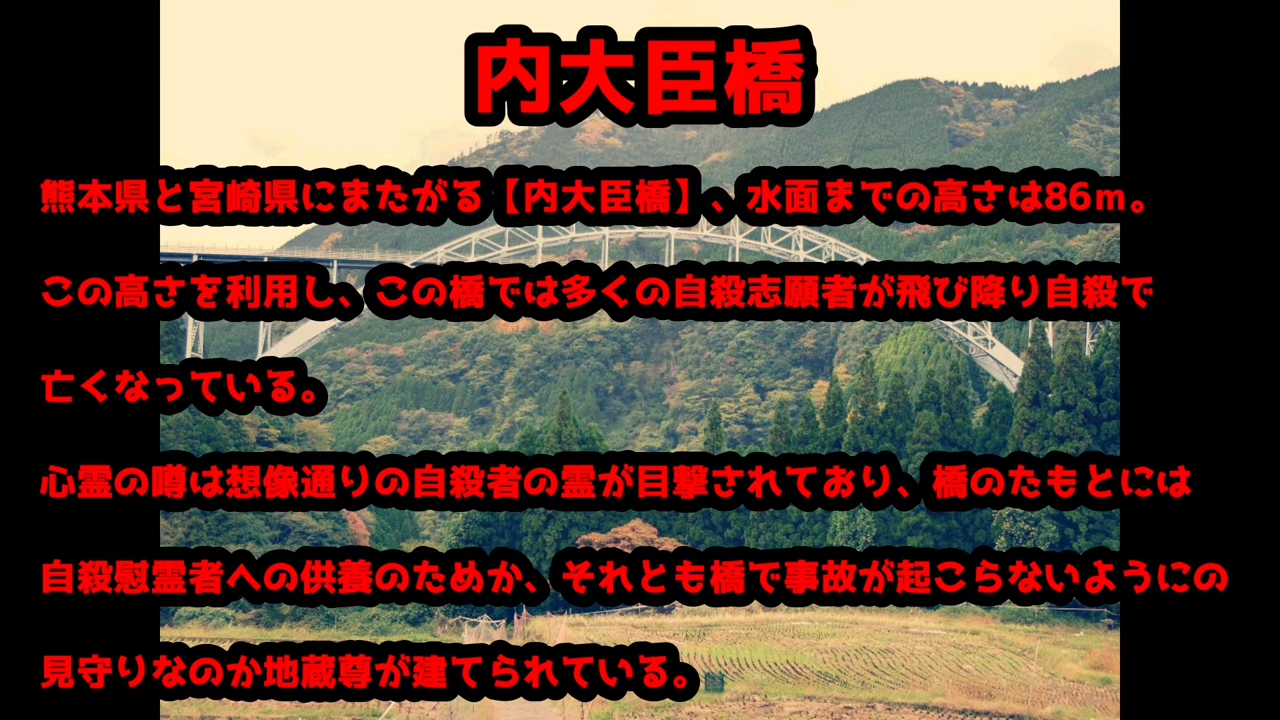 内大臣橋
熊本県と宮崎県にまたがる【内大臣橋】、水面までの高さは86ｍ。
この高さを利用し、この橋では多くの自殺志願者が飛び降り自殺で
亡くなっている。
心霊の噂は想像通りの自殺者の霊が目撃されており、橋のたもとには
自殺慰霊者への供養のためか、それとも橋で事故が起こらないようにの
見守りなのか地蔵尊が建てられている。